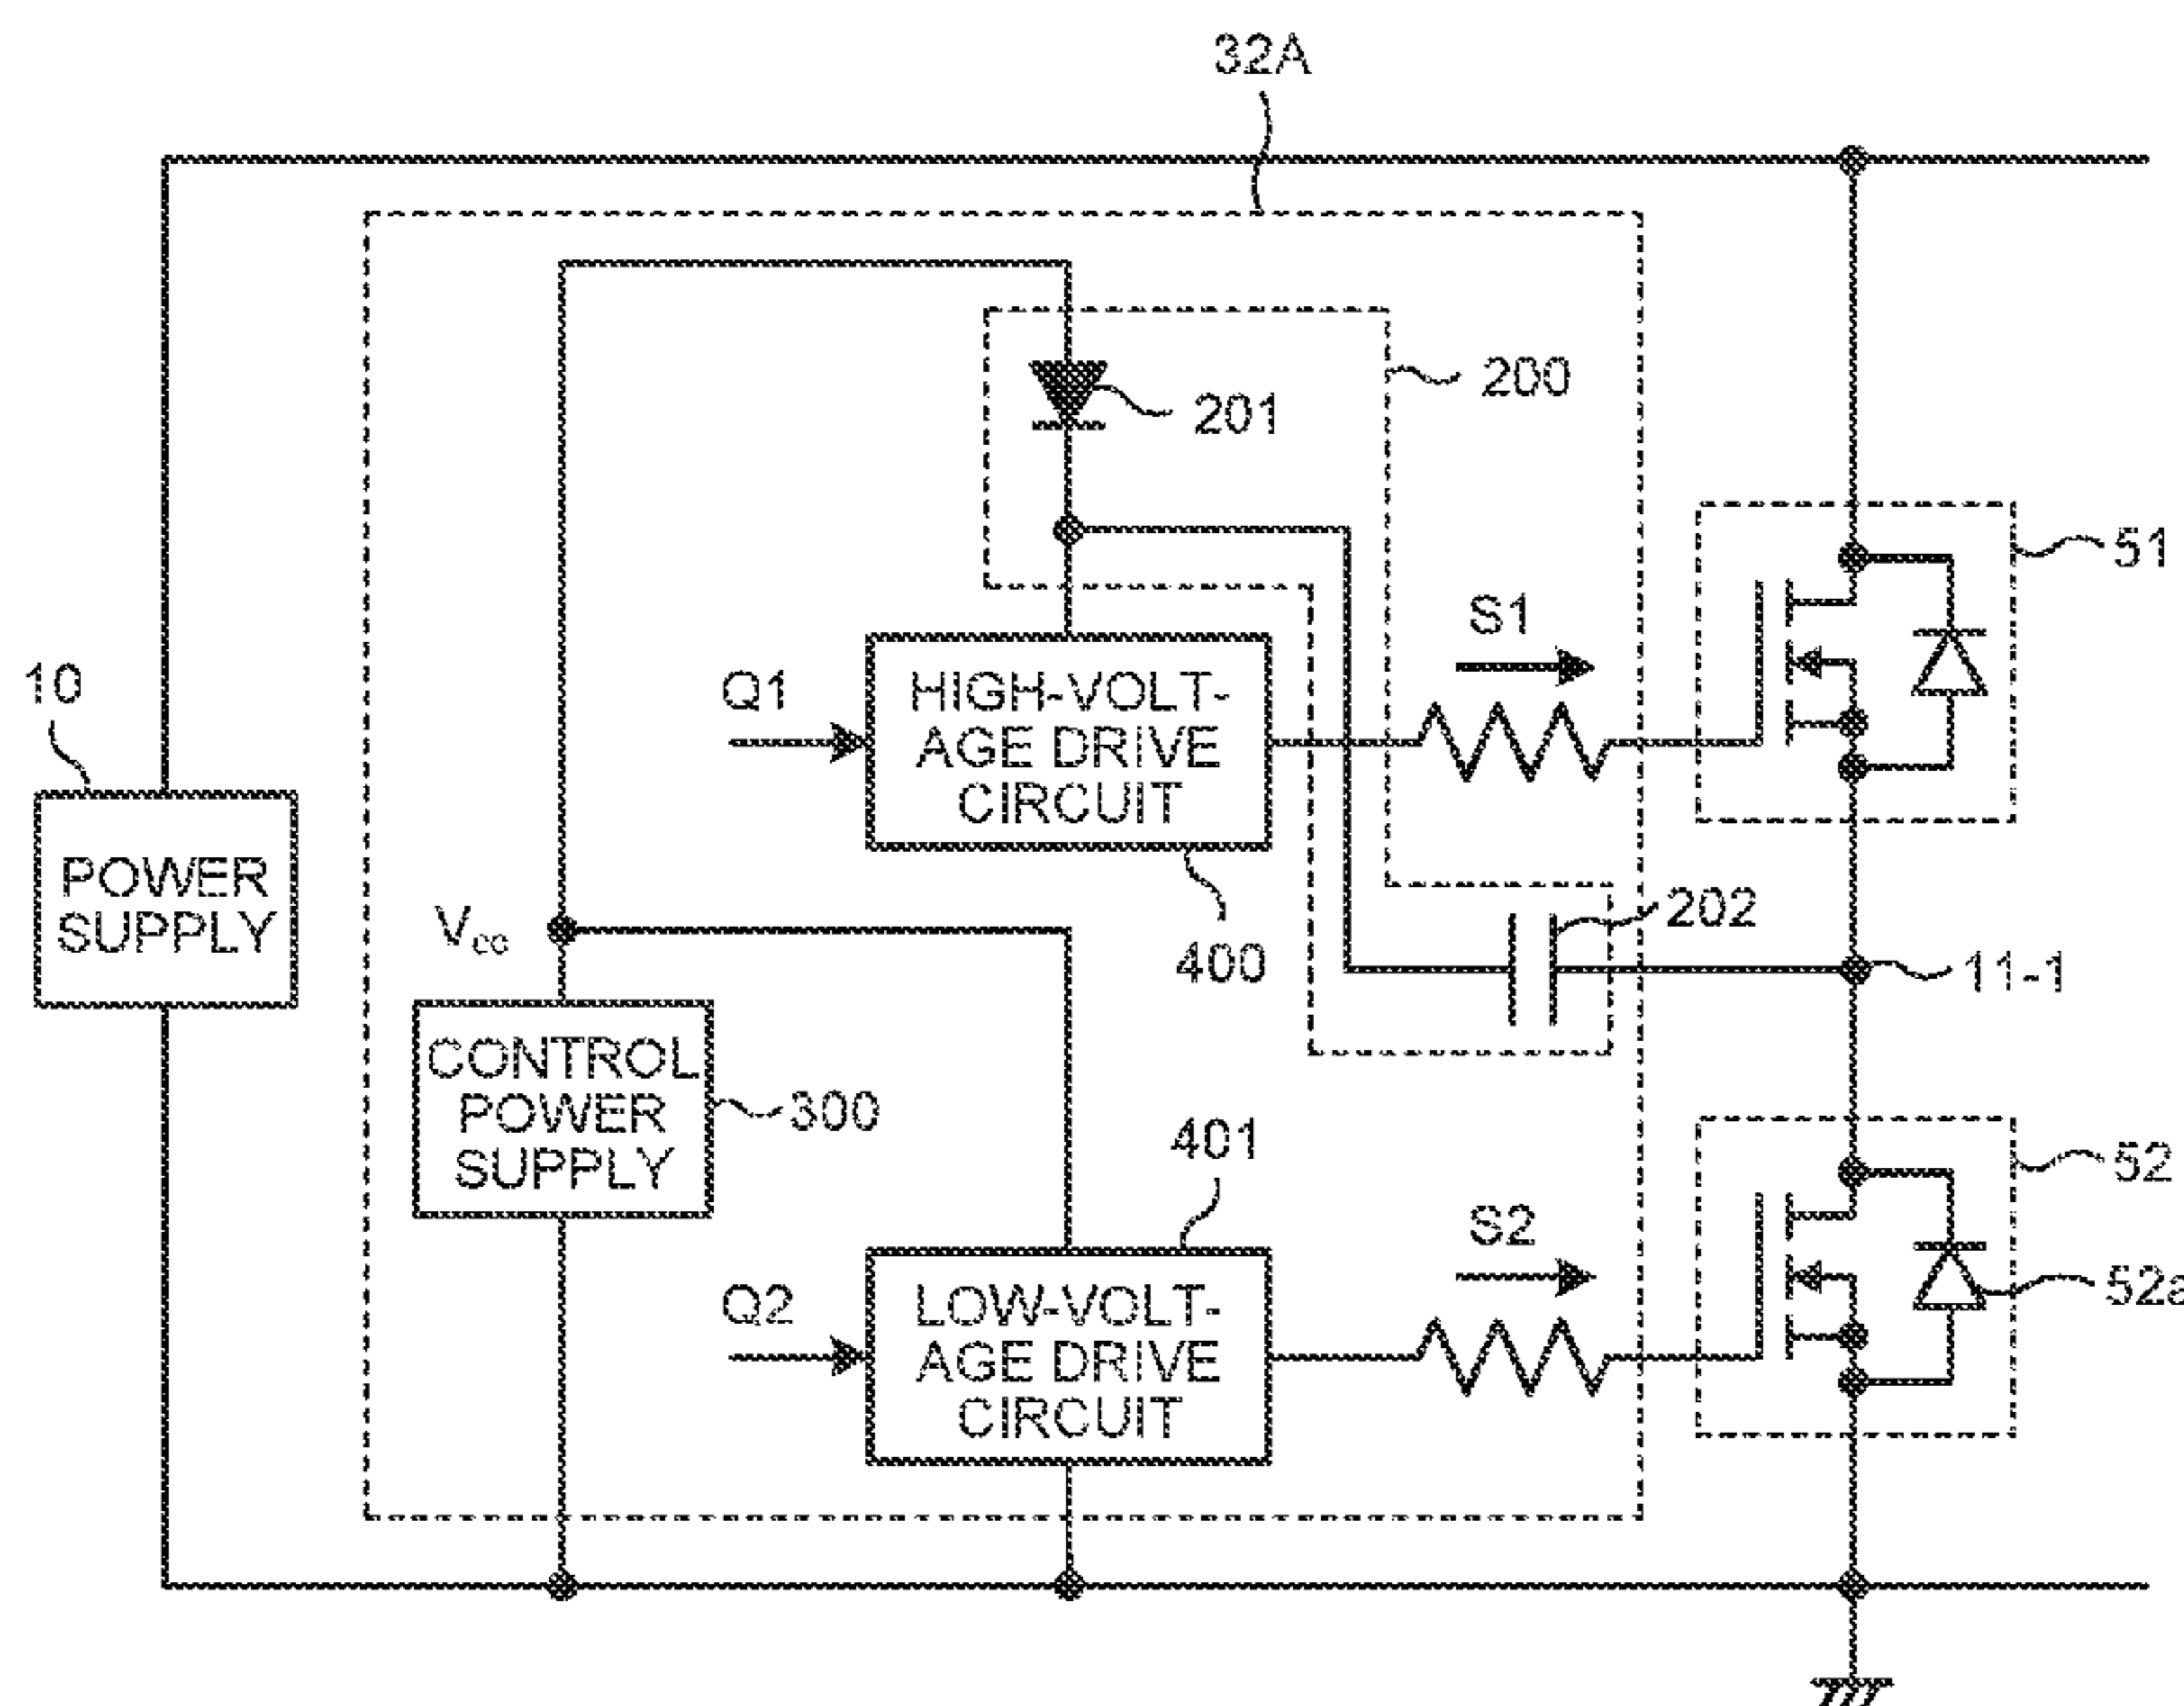 32A
200
201
51
S1
10
Q1
HIGH-VOLT-
AGE DRIVE
CIRCUIT
POWER
SUPPLY
Vcc
400
202
11-1
CONTROL
POWER
SUPPLY
300
401
52
S2
Q2
LOW-VOLT-
AGE DRIVE
CIRCUIT
52a